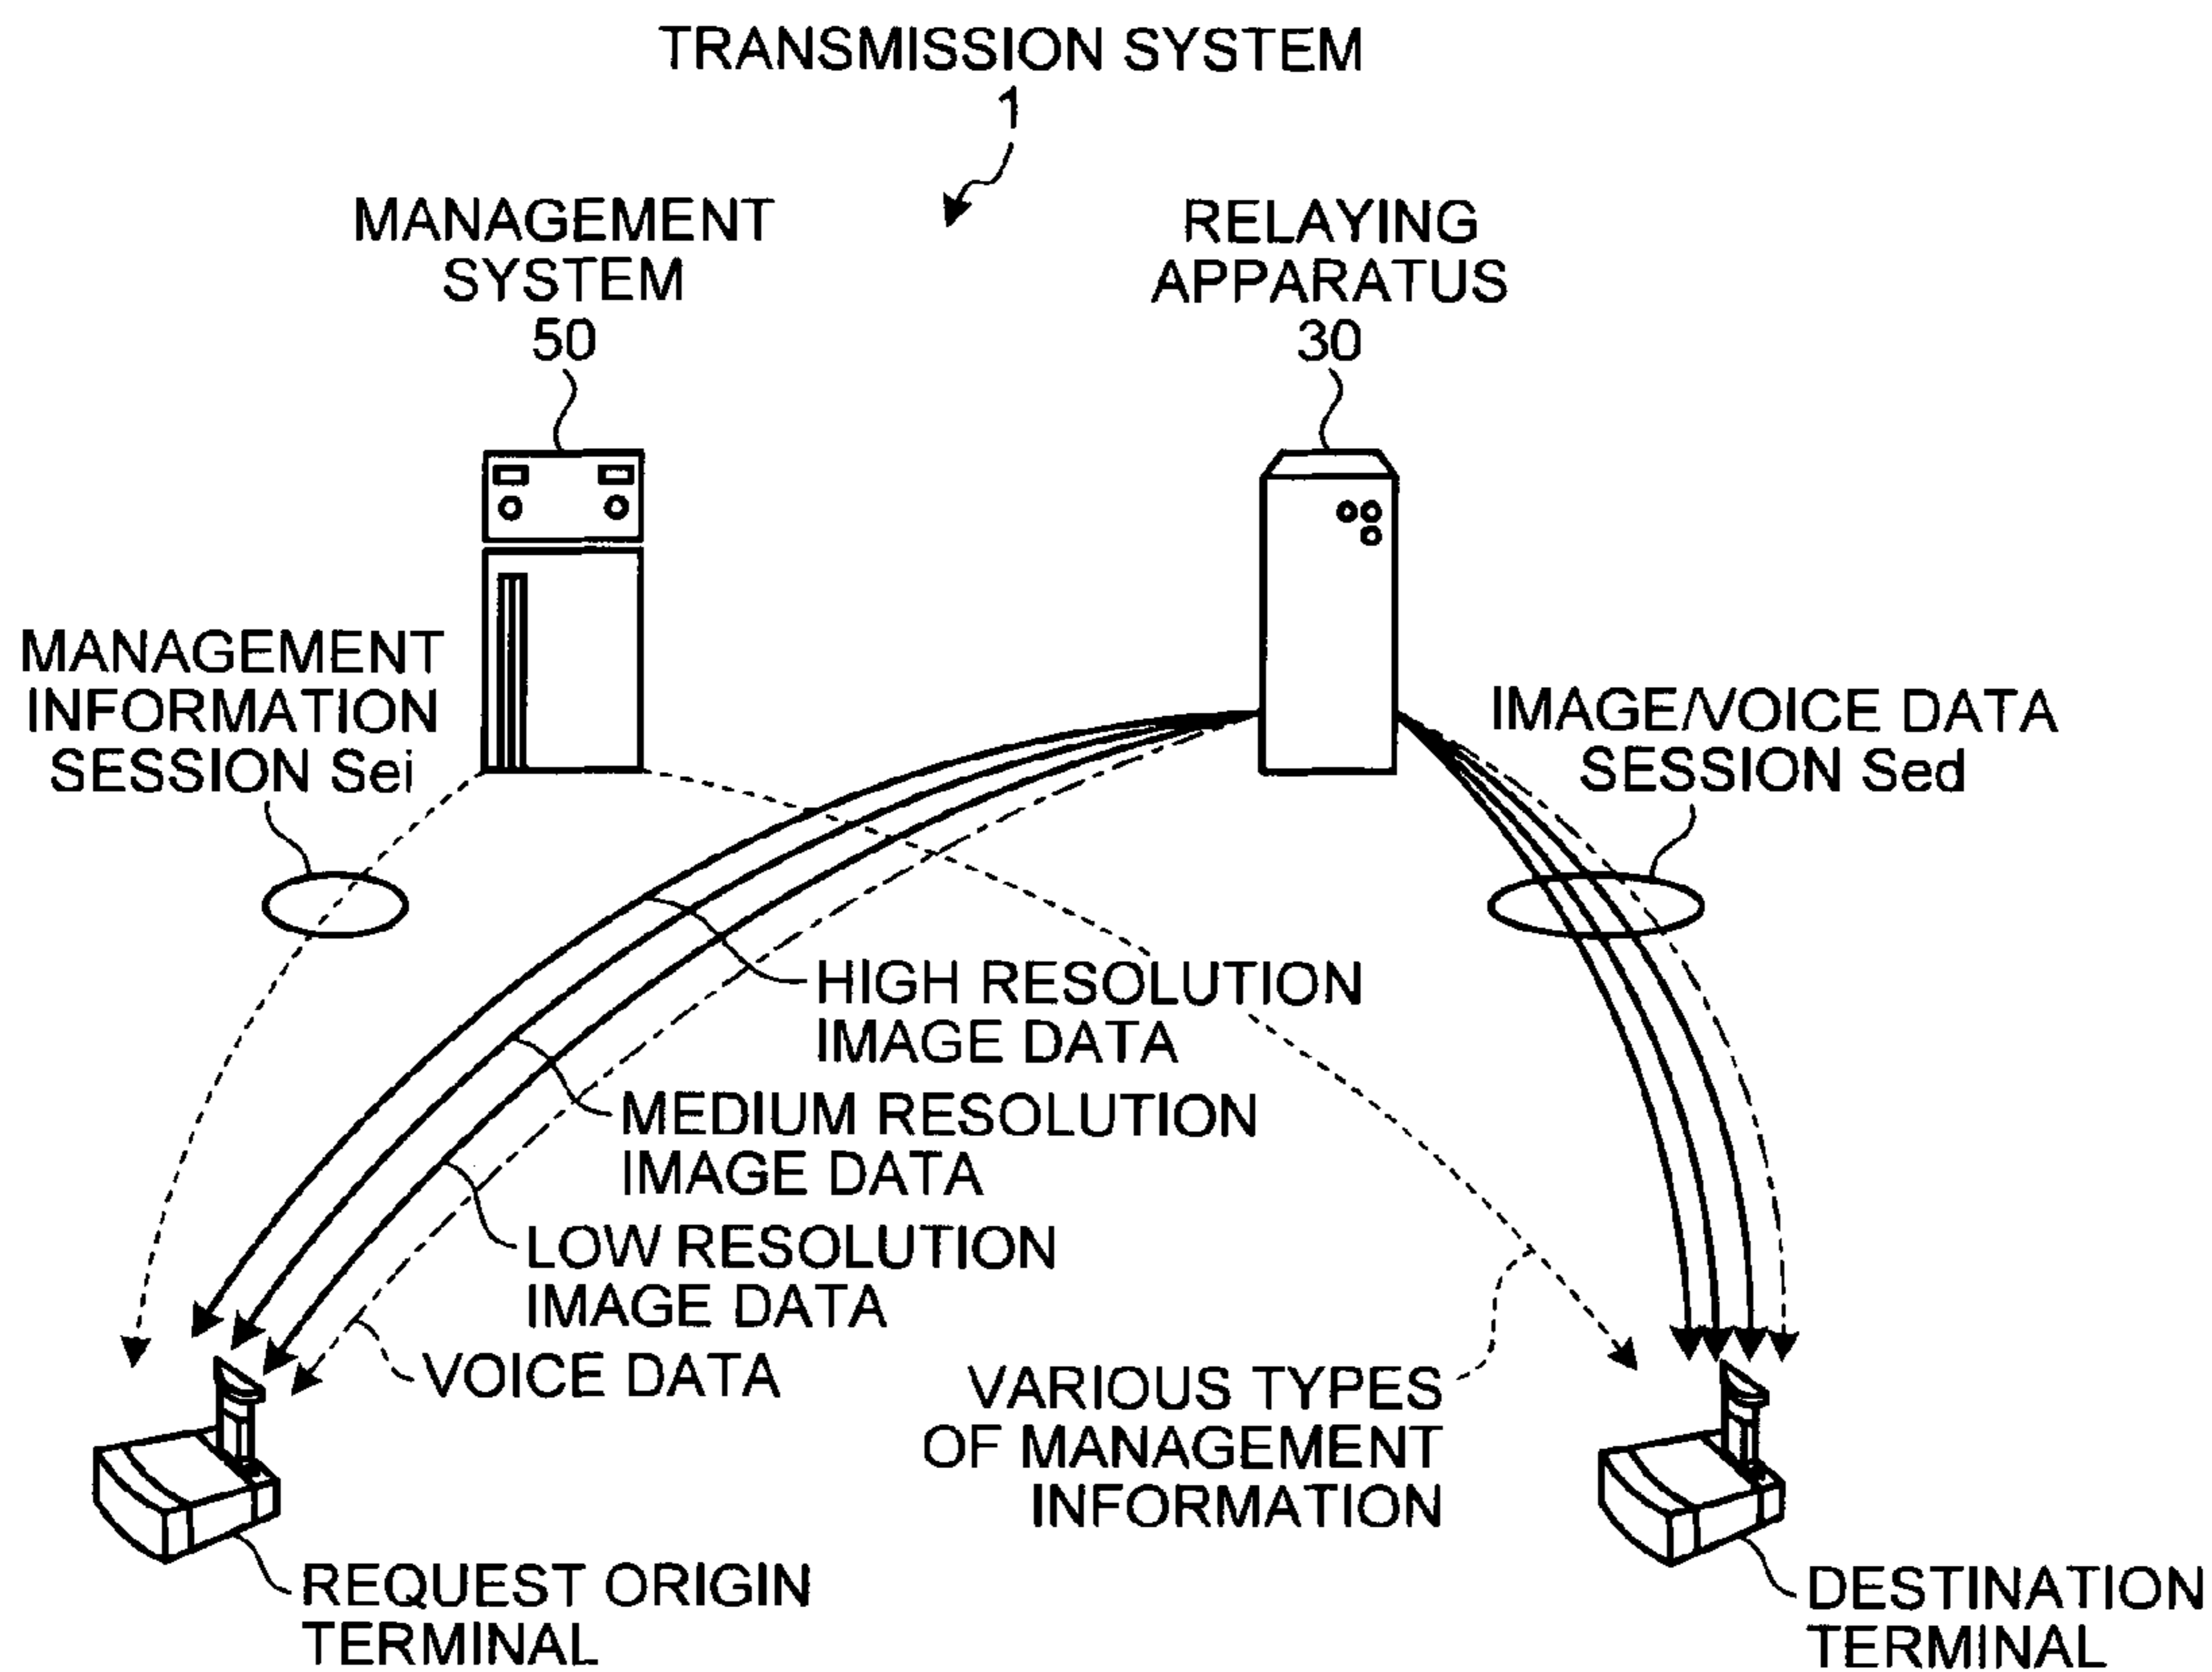 TRANSMISSION SYSTEM
1
MANAGEMENT
SYSTEM
50
RELAYING
APPARATUS
30
MANAGEMENT
INFORMATION
SESSION Sei
IMAGE/VOICE DATA
SESSION Sed
HIGH RESOLUTION
IMAGE DATA
MEDIUM RESOLUTION
IMAGE DATA
LOW RESOLUTION
IMAGE DATA
VOICE DATA
VARIOUS TYPES
OF MANAGEMENT
INFORMATION
REQUEST ORIGIN
TERMINAL
DESTINATION
TERMINAL